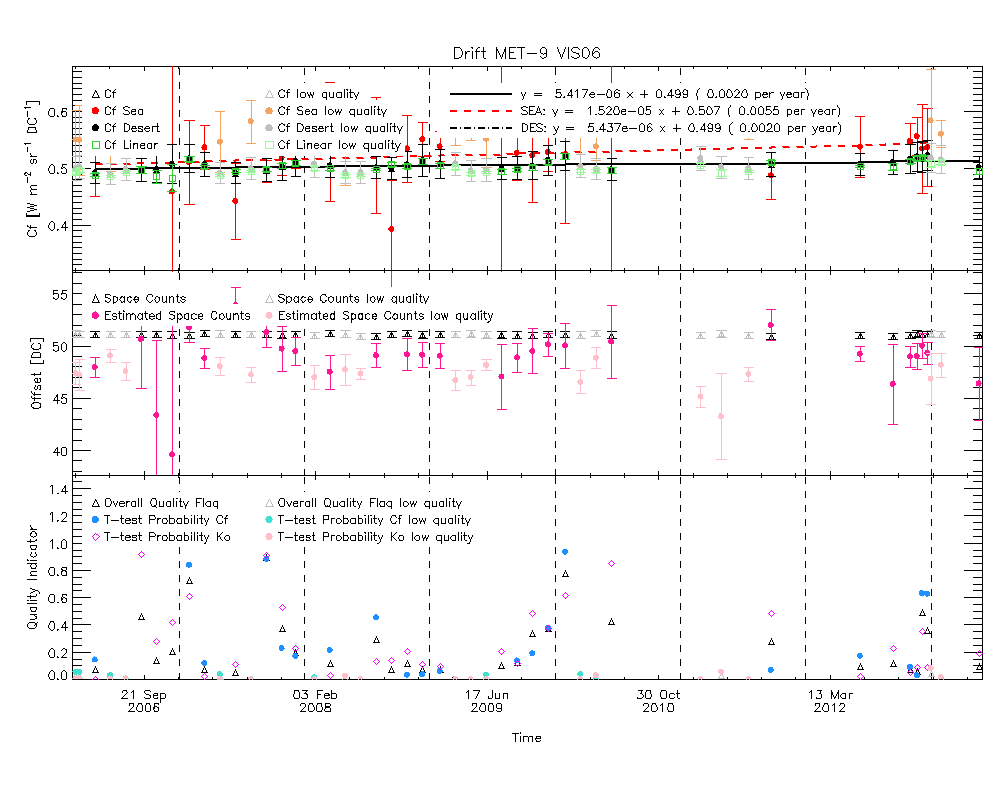 Drift MET-9 VIS06
Cf
Cf low quality
y = 5.417e-06 x + 0.499 ( 0.0020 per year)
Cf Sea
Cf Sea low quality
SEA: y = 1.520e-05 x + 0.507 ( 0.0055 per year)
Cf Desert
Cf Desert low quality
DES: y = 5.437e-06 x + 0.499 ( 0.0020 per year)
Cf Linear
Cf Linear low quality
0.6
0.5
0.4
Cf [W m-2 sr-1 DC-1]
Space Counts
Space Counts low quality
Estimated Space Counts
Estimated Space Counts low quality
55
50
45
40
Offset [DC]
Overall Quality Flag
Overall Quality Flag low quality
T-test Probability Cf
T-test Probability Cf low quality
T-test Probability Ko
T-test Probability Ko low quality
1.4
1.2
1.0
0.8
0.6
0.4
0.2
0.0
Quality Indicator
21 Sep 2006
03 Feb 2008
17 Jun 2009
30 Oct 2010
13 Mar 2012
Time